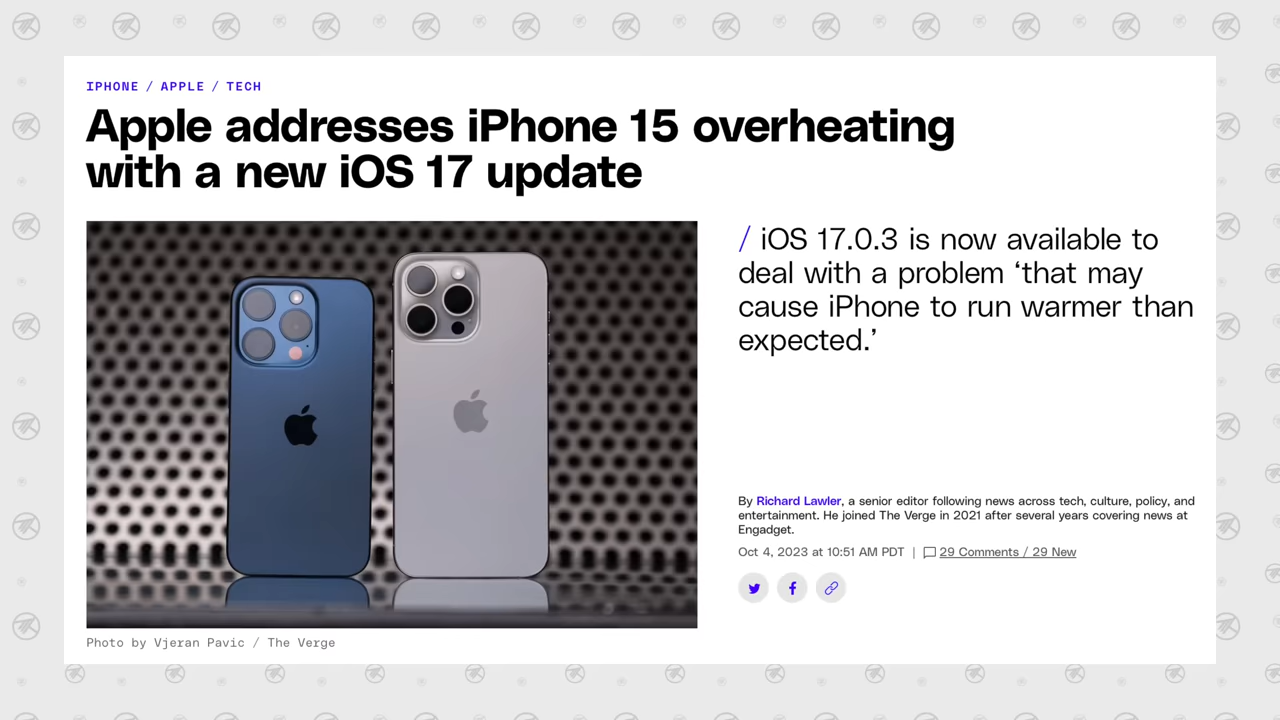 IPHONE / APPLE / TECH
Apple addresses iPhone 15 overheating
with a new iOS 17 update
/ iOS 17.0.3 is now available to
deal with a problem ‘that may
cause iPhone to run warmer than
expected.’
By Richard Lawler, a senior editor following news across tech, culture, policy, and
entertainment. He joined The Verge in 2021 after several years covering news at
Engadget.
Oct 4, 2023 at 10:51 AM PDT | 29 Comments / 29 New
Photo by Vjeran Pavic / The Verge